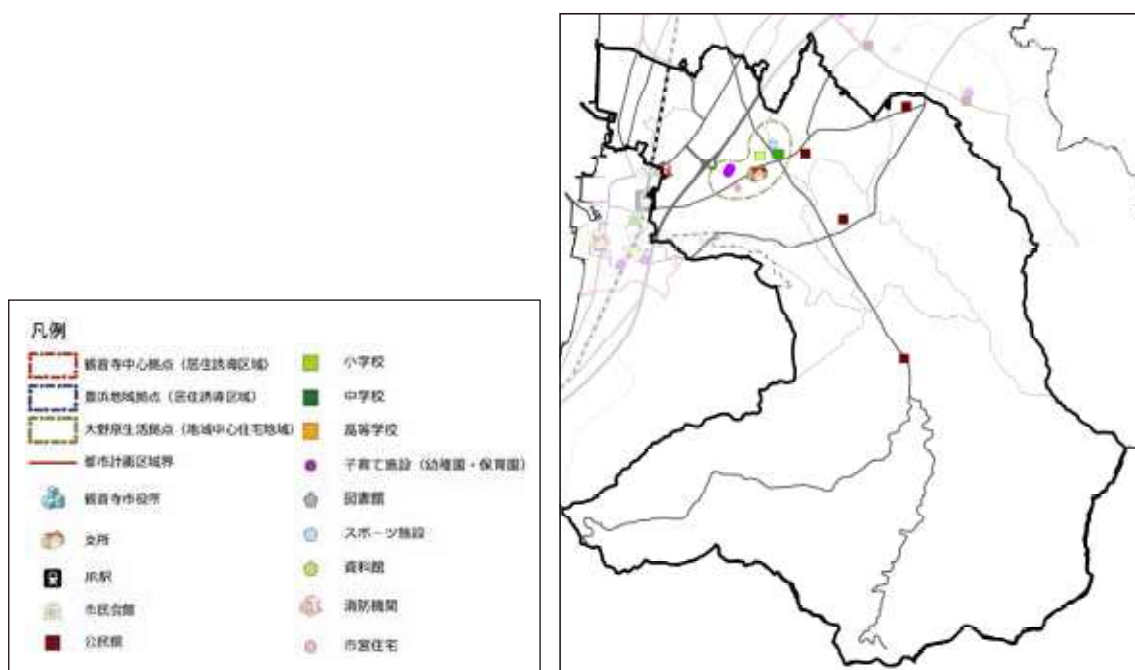 凡例
観音寺中心拠点（居住誘導区域）
豊浜地域拠点（居住誘導区域）
大野原生活拠点（地域中心住宅地域）
都市計画区域界
観音寺市役所
支所
JR駅
市民会館
公民館
小学校
中学校
高等学校
子育て施設（幼稚園・保育園）
図書館
スポーツ施設
資料館
消防機関
市営住宅